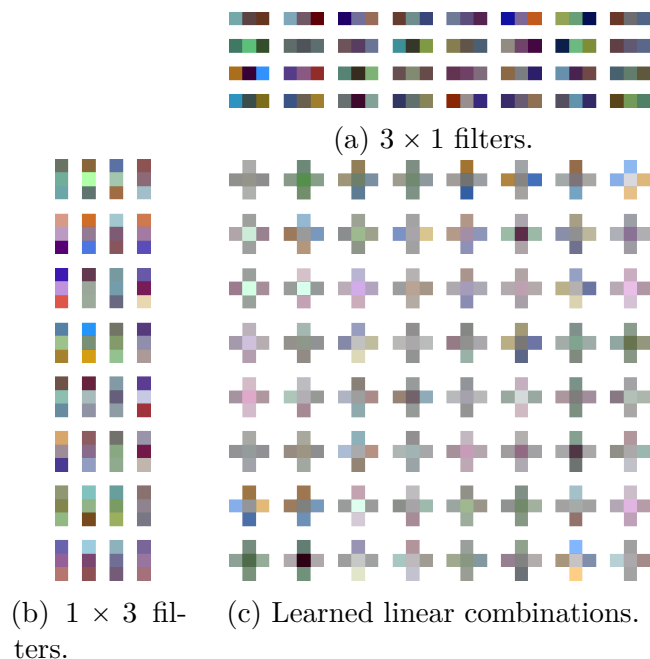 (a) 3 × 1 filters.
(b) 1 × 3 fil-
ters.
(c) Learned linear combinations.